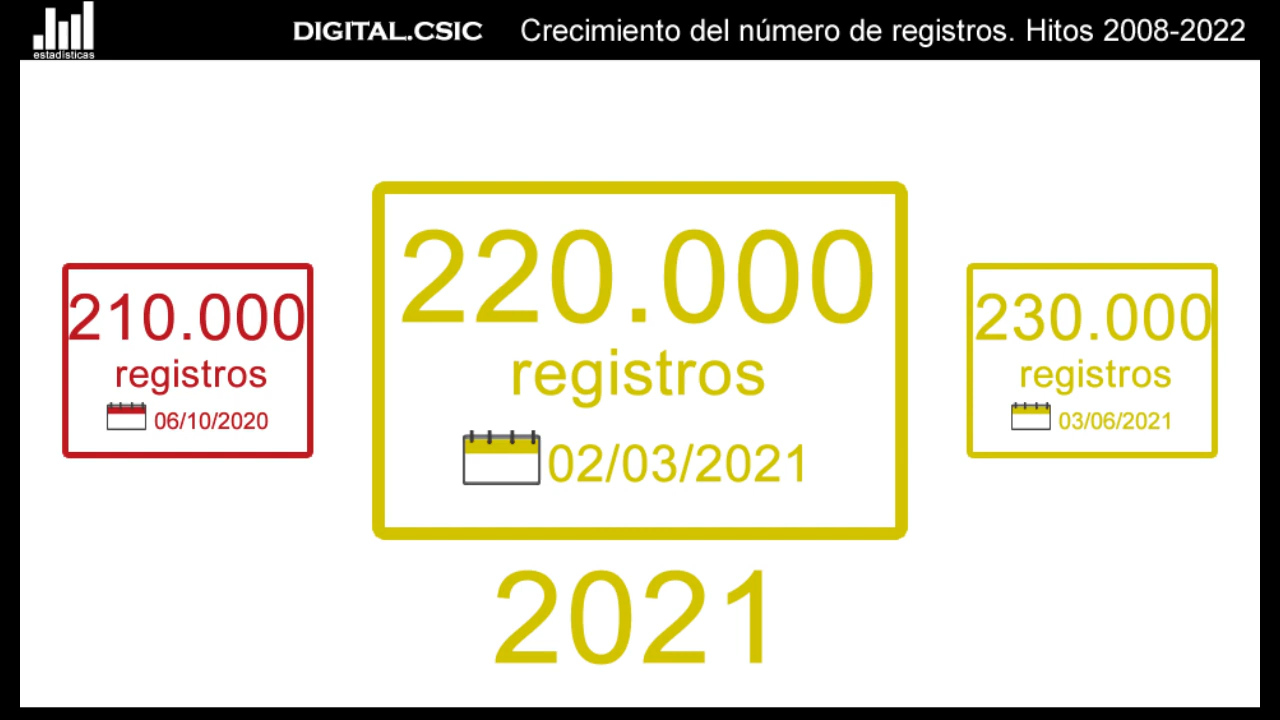 estadísticas
DIGITAL.CSIC Crecimiento del número de registros. Hitos 2008-2022
210.000
registros
06/10/2020
220.000
registros
02/03/2021
230.000
registros
03/06/2021
2021